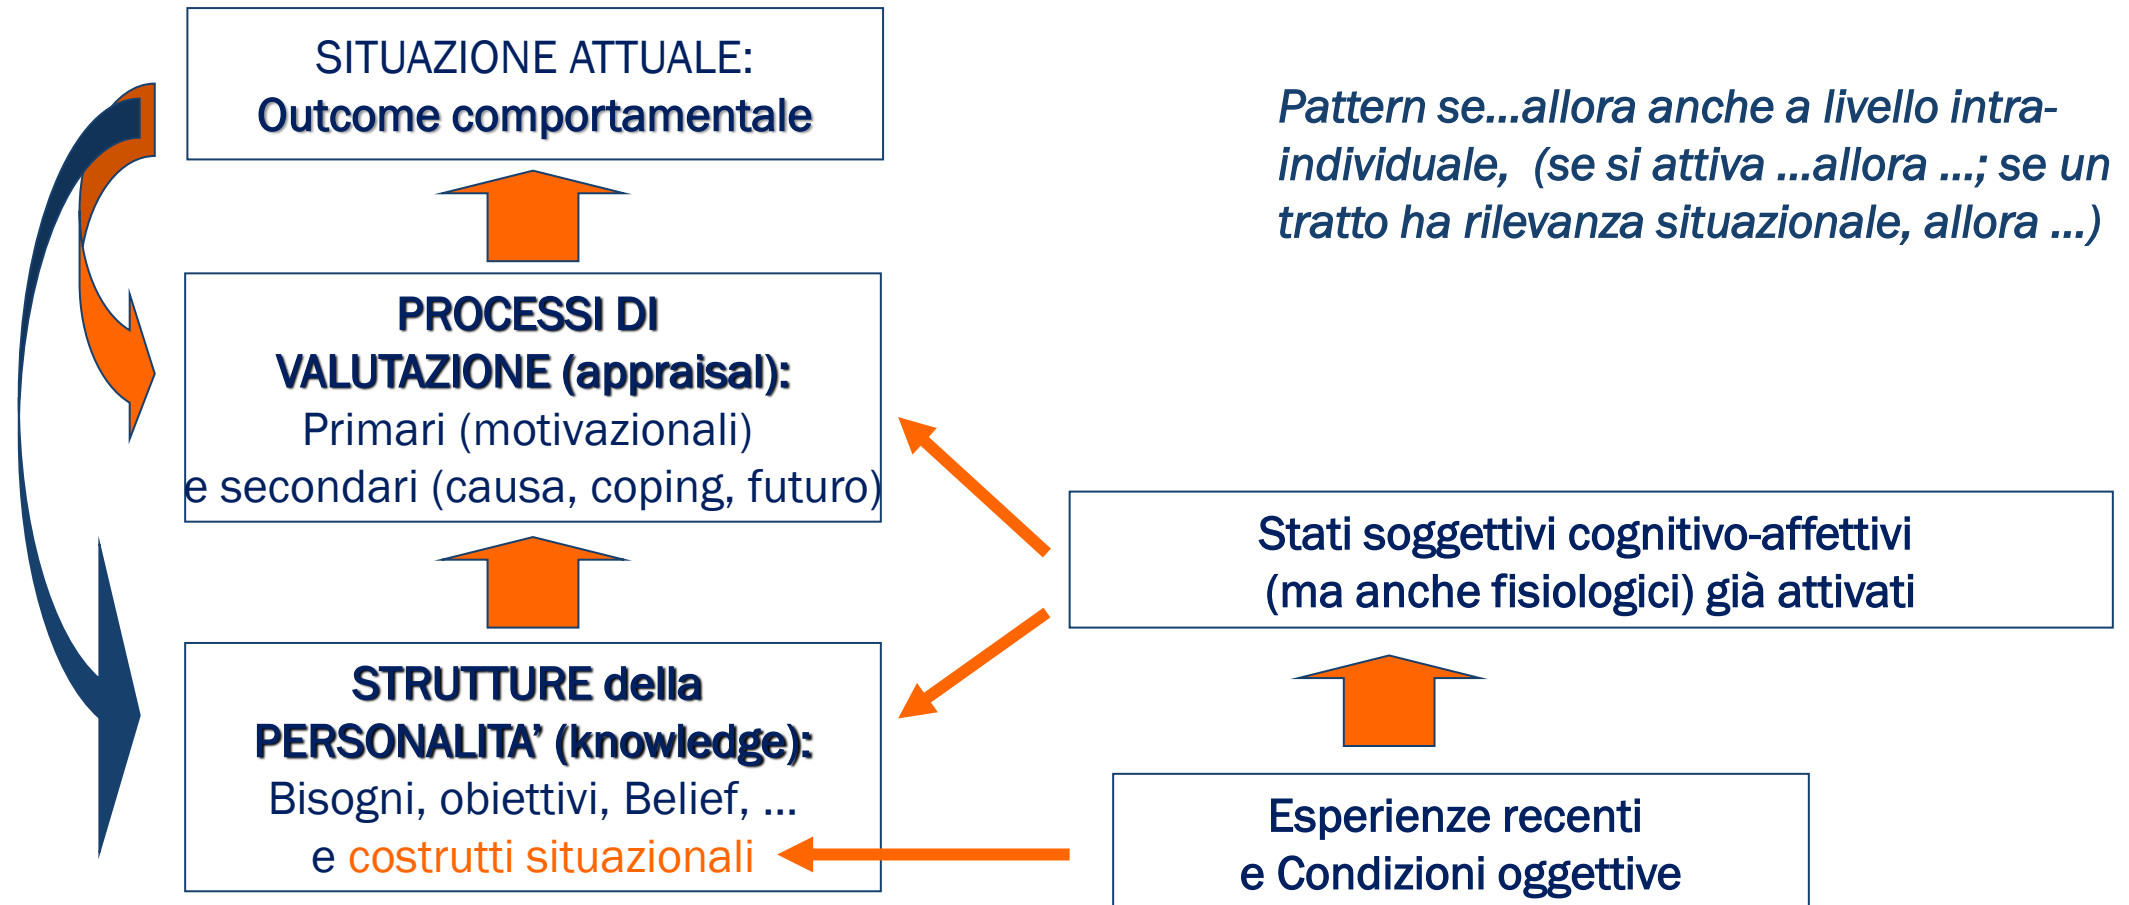 SITUAZIONE ATTUALE:
Outcome comportamentale
Pattern se...allora anche a livello intra-
individuale, (se si attiva ...allora ...; se un
tratto ha rilevanza situazionale, allora ...)
PROCESSI DI
VALUTAZIONE (appraisal):
Primari (motivazionali)
e secondari (causa, coping, futuro)
Stati soggettivi cognitivo-affettivi
(ma anche fisiologici) già attivati
STRUTTURE della
PERSONALITA’ (knowledge):
Bisogni, obiettivi, Belief, ...
e costrutti situazionali
Esperienze recenti
e Condizioni oggettive